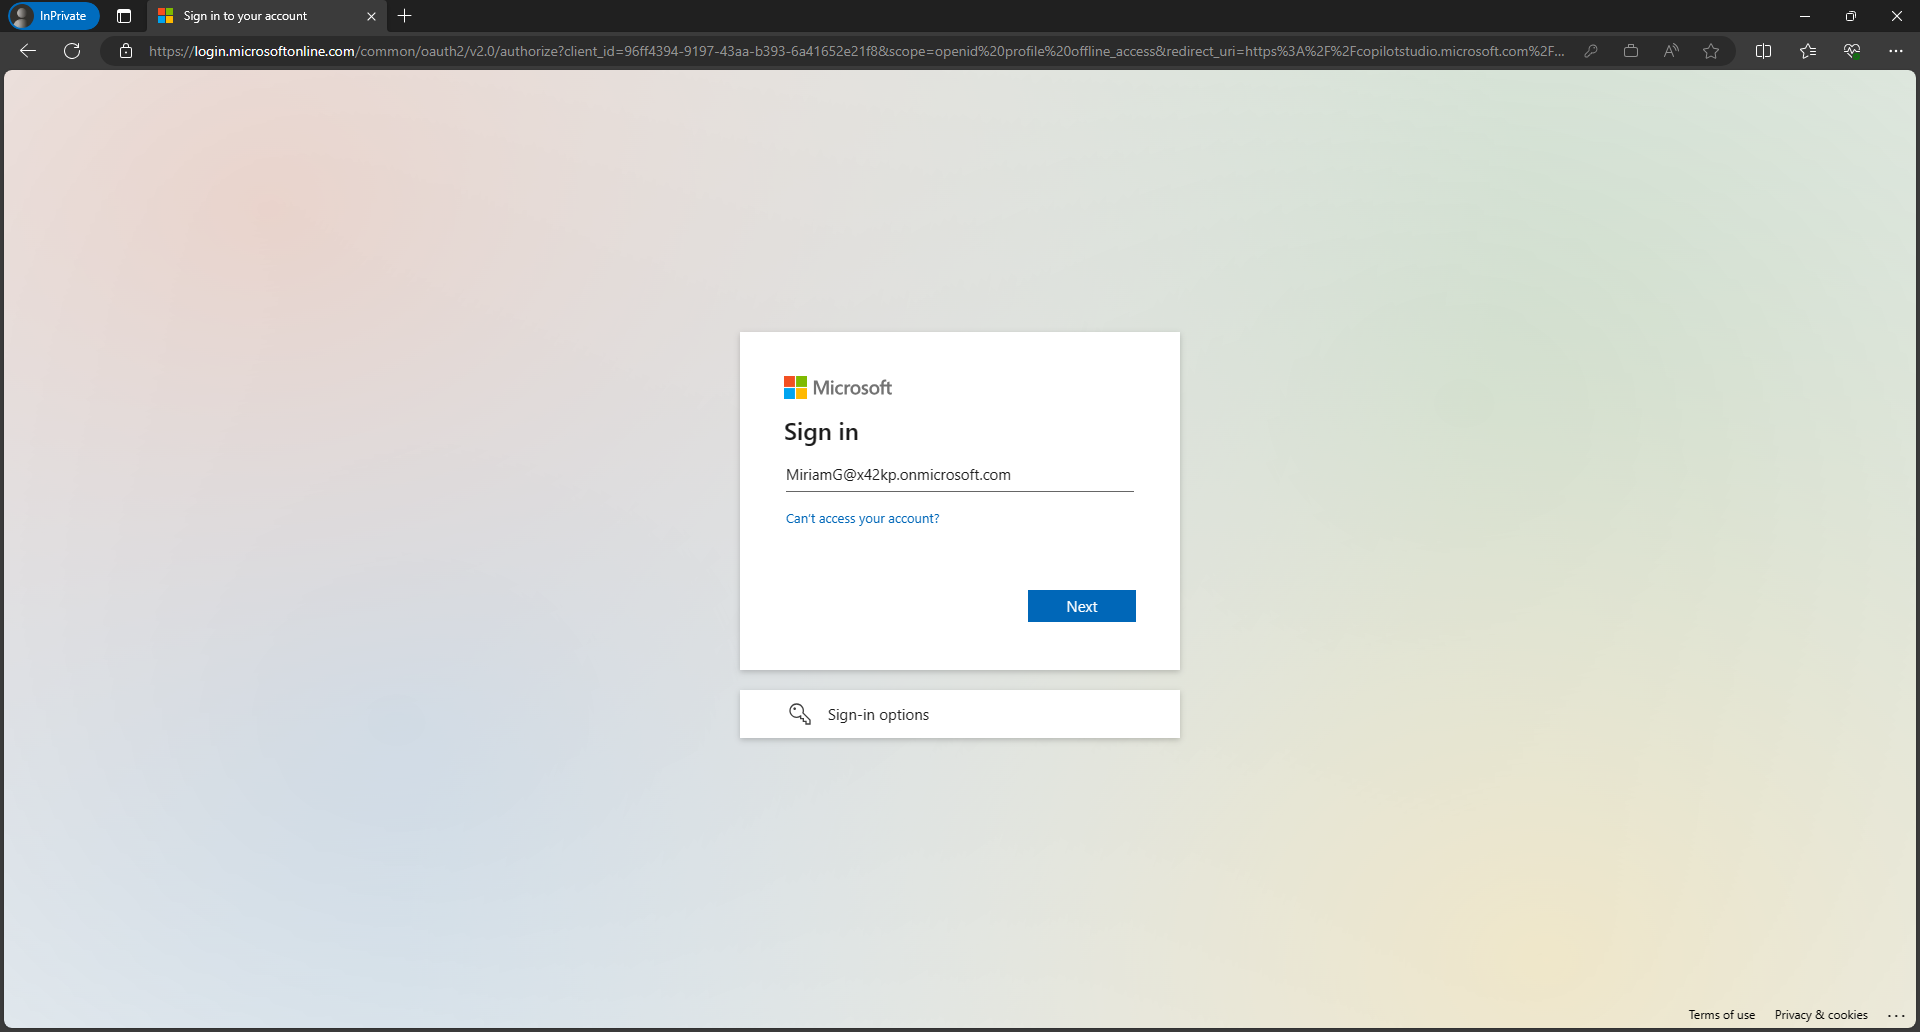 InPrivate
Sign in to your account
https://login.microsoftonline.com/common/oauth2/v2.0/authorize?client_id=96ff4394-9197-43aa-b393-6a41652e21f8&scope=openid%20profile%20offline_access&redirect_uri=https%3A%2F%2Fcopilotstudio.microsoft.com%2F...
Microsoft
Sign in
MiriamG@x42kp.onmicrosoft.com
Can't access your account?
Next
Sign-in options
Terms of use Privacy & cookies ...